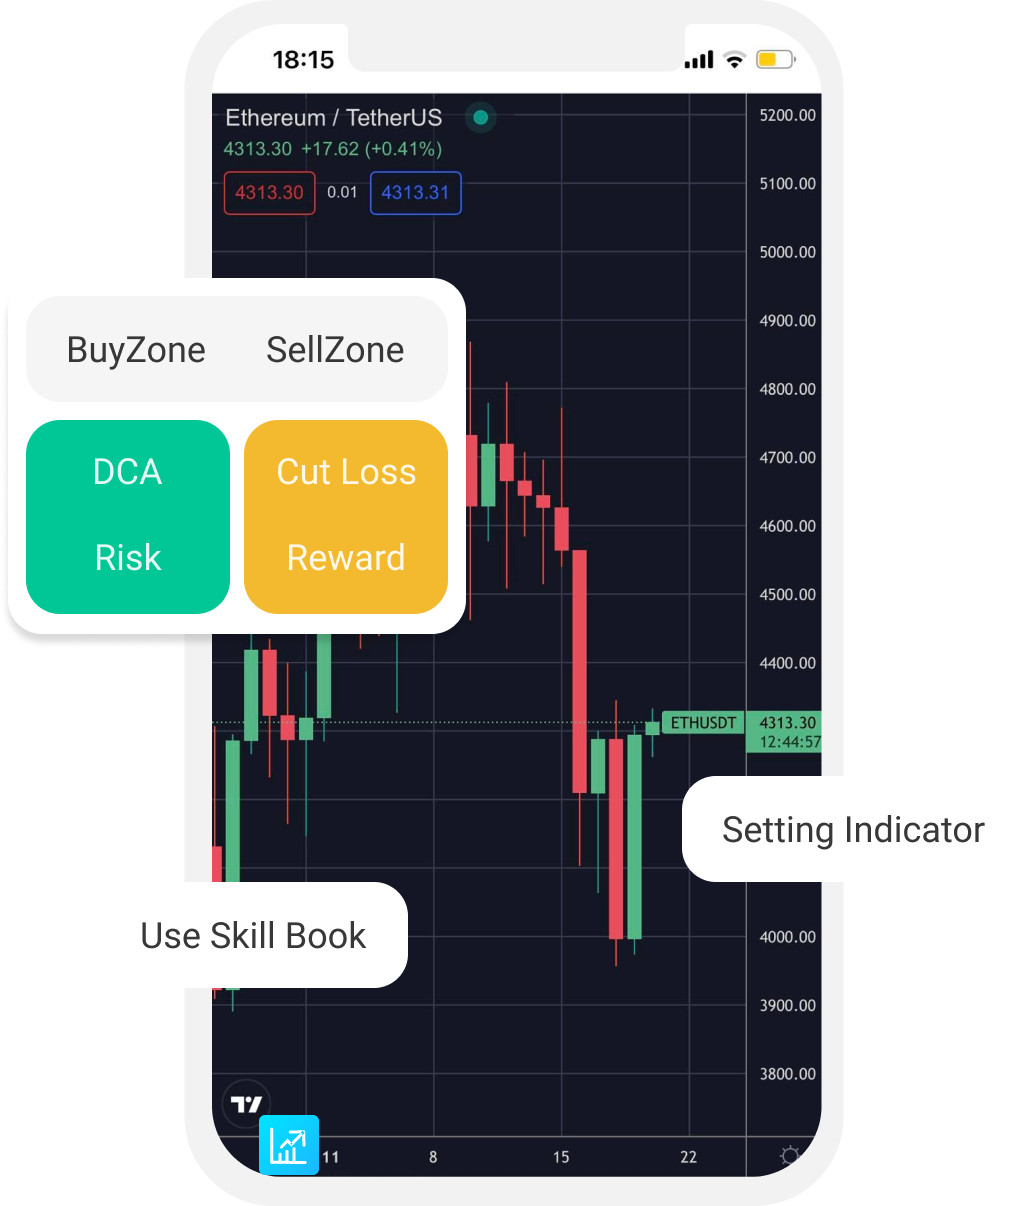 18:15
Ethereum / TetherUS
4313.30 +17.62 (+0.41%)
4313.30 0.01 4313.31
5200.00
5100.00
5000.00
4900.00
BuyZone SellZone
4800.00
DCA Cut Loss
4700.00
Risk Reward
4600.00
4500.00
4400.00
ETHUSDT 4313.30
12:44:57
Setting Indicator
Use Skill Book
4000.00
3900.00
3800.00
11 8 15 22